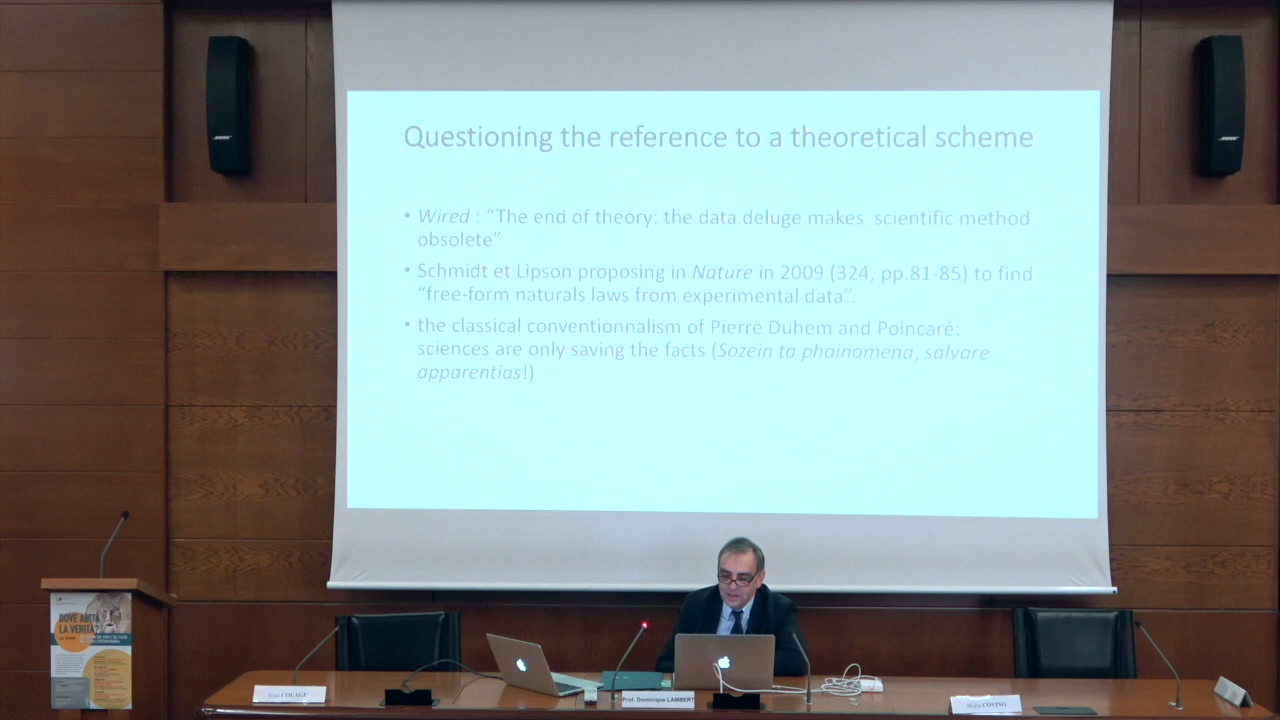 BOSE
BOSE
Questioning the reference to a theoretical scheme
• Wired : “The end of theory: the data deluge makes scientific method
obsolete”
• Schmidt et Lipson proposing in Nature in 2009 (324, pp.81-85) to find
“free-form naturals laws from experimental data”.
• the classical conventionnalism of Pierre Duhem and Poincaré:
sciences are only saving the facts (Sozein ta phainomena, salvare
apparentias!)
DOVE ABITA
LA VERITÀ?
COLAGÈ
Prof. Dominique LAMBERT
COVINO